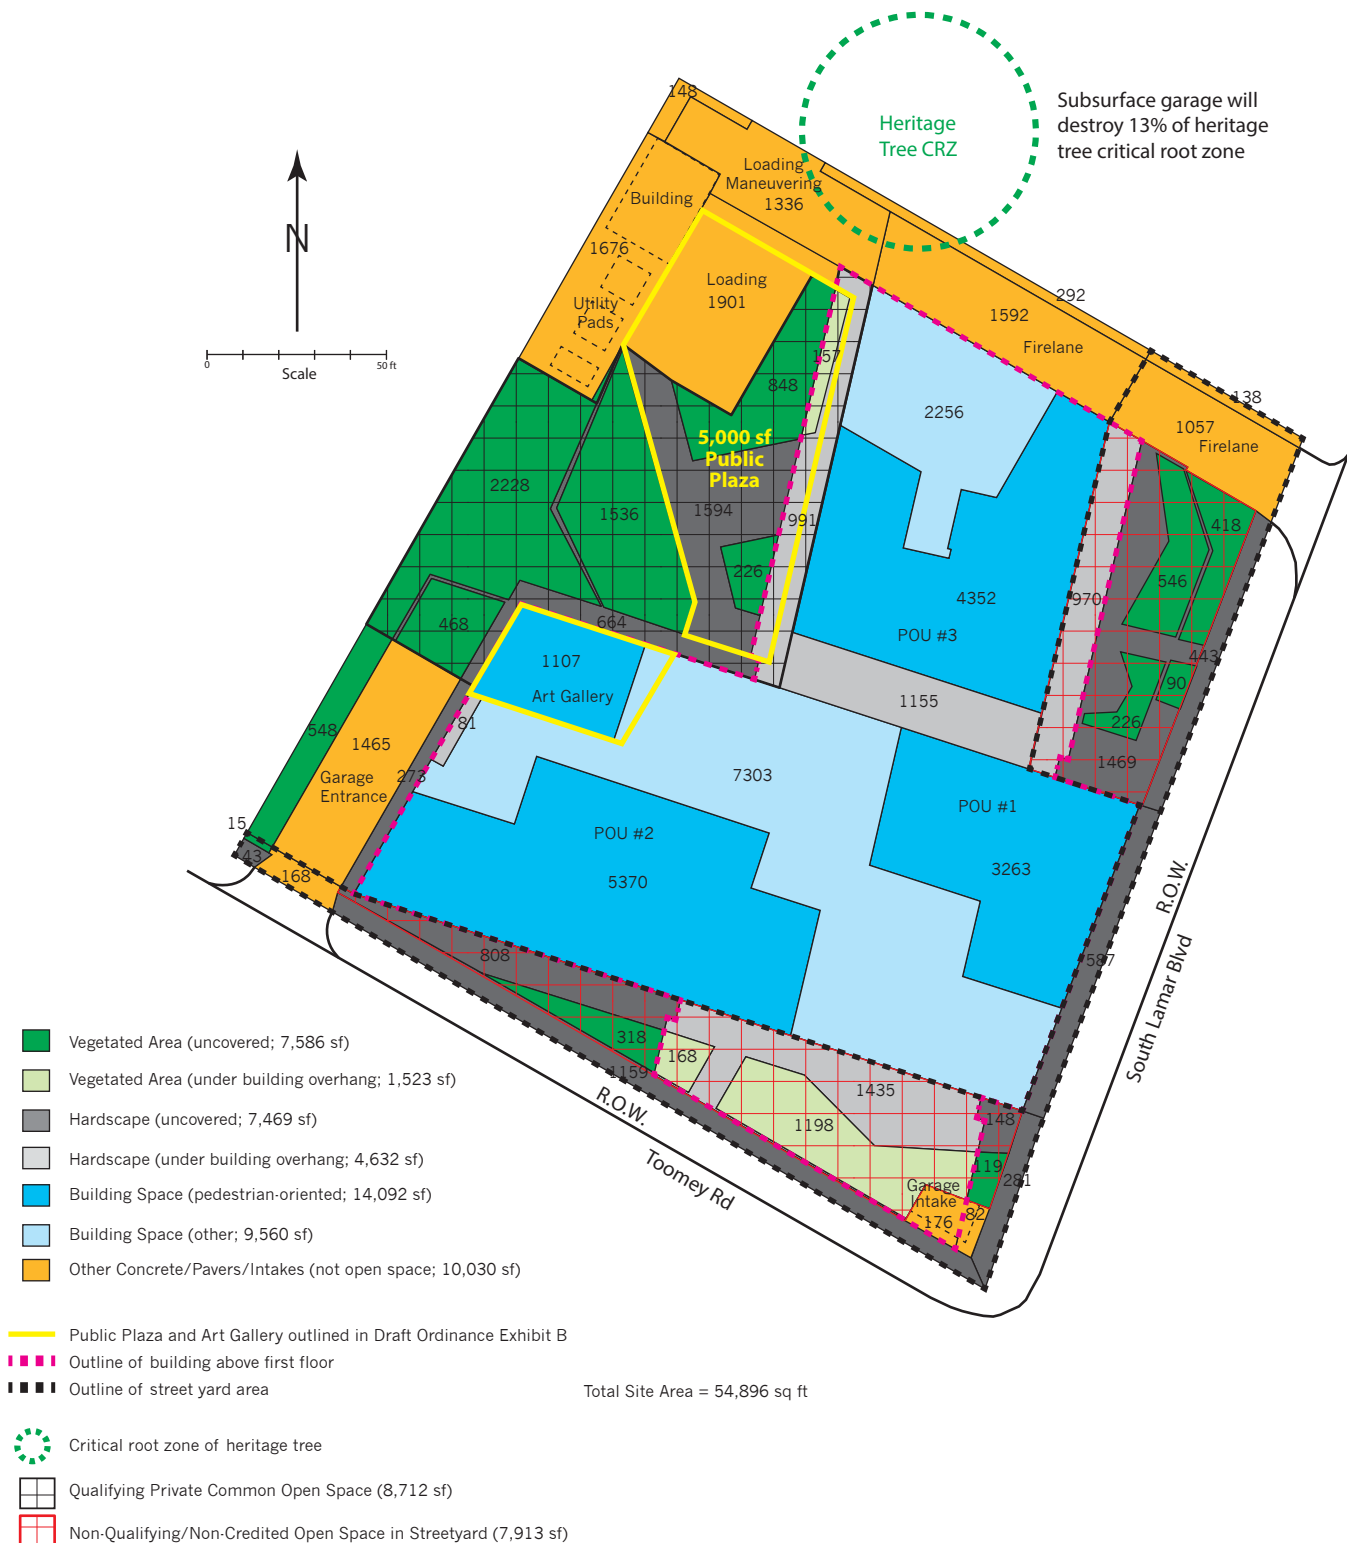 148
Heritage
Tree CRZ
Subsurface garage will
destroy 13% of heritage
tree critical root zone
Loading
Maneuvering
1336
Building
N
1676
Loading
1901
Utility
Pads
292
1592
Firelane
0
50 ft
Scale
157
848
138
2256
1057
Firelane
5,000 sf
Public
Plaza
2228
1536
1594
991
418
226
546
4352
970
POU #3
468
664
443
1107
Art Gallery
90
1155
226
81
548
1465
273
Garage
Entrance
7303
1469
POU #1
POU #2
15
43
168
5370
3263
R.O.W.
South Lamar Blvd
587
808
318
168
1159
R.O.W.
Toomey Rd
1435
1198
148
119
281
Garage
Intake
176
82
Vegetated Area (uncovered; 7,586 sf)
Vegetated Area (under building overhang; 1,523 sf)
Hardscape (uncovered; 7,469 sf)
Hardscape (under building overhang; 4,632 sf)
Building Space (pedestrian-oriented; 14,092 sf)
Building Space (other; 9,560 sf)
Other Concrete/Pavers/Intakes (not open space; 10,030 sf)
Public Plaza and Art Gallery outlined in Draft Ordinance Exhibit B
Outline of building above first floor
Outline of street yard area
Total Site Area = 54,896 sq ft
Critical root zone of heritage tree
Qualifying Private Common Open Space (8,712 sf)
Non-Qualifying/Non-Credited Open Space in Streetyard (7,913 sf)